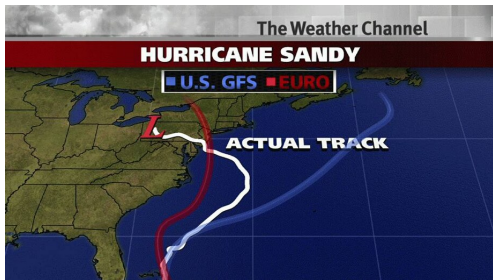 The Weather Channel
HURRICANE SANDY
U.S. GFS EURO
L
ACTUAL TRACK